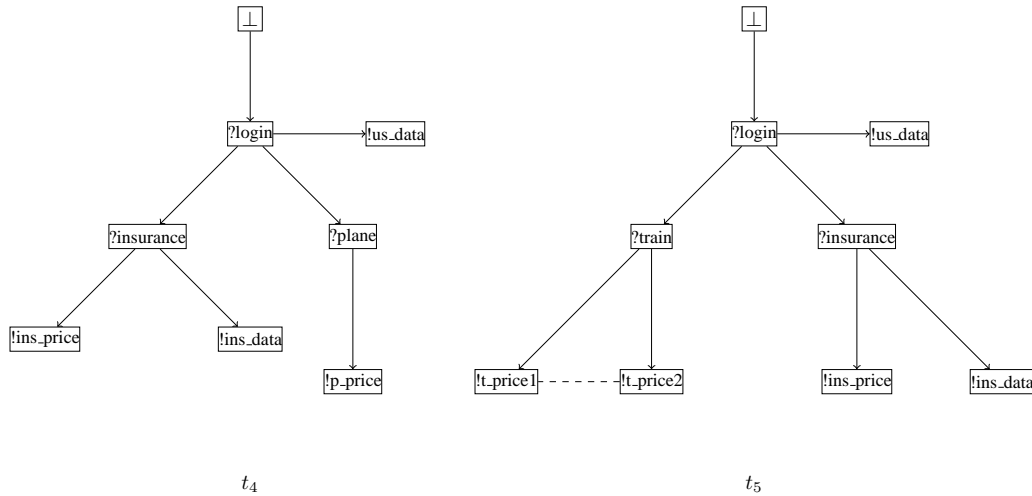 ⊥ ⊥
?login !us_data ?login !us_data
?insurance ?plane ?train ?insurance
!ins_price !ins_data
!p_price !t_price1 !t_price2 !ins_price !ins_data
t4 t5